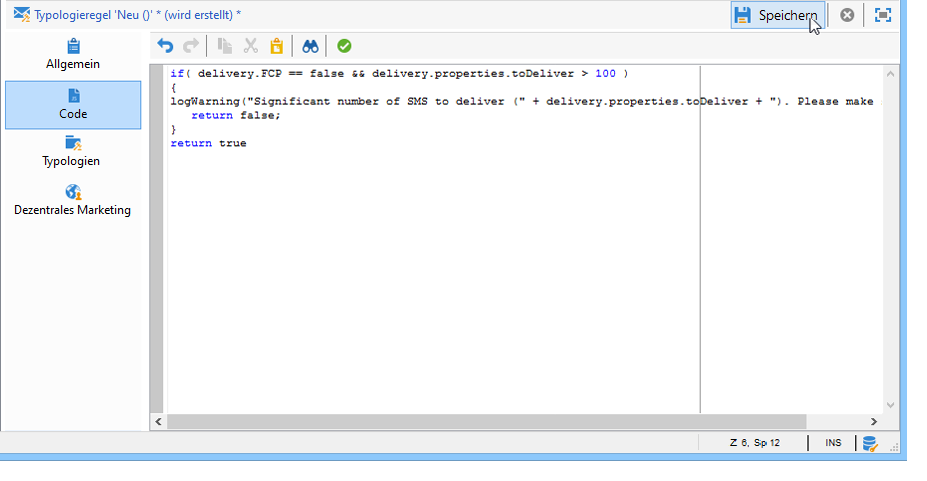 Typologieregel 'Neu ()' * (wird erstellt) *
Speichern
Allgemein
Code
Typologien
Dezentrales Marketing
if( delivery.FCP == false && delivery.properties.toDeliver > 100 )
{
logWarning("Significant number of SMS to deliver (" + delivery.properties.toDeliver + "). Please make
return false;
}
return true
Z 6, Sp 12
INS